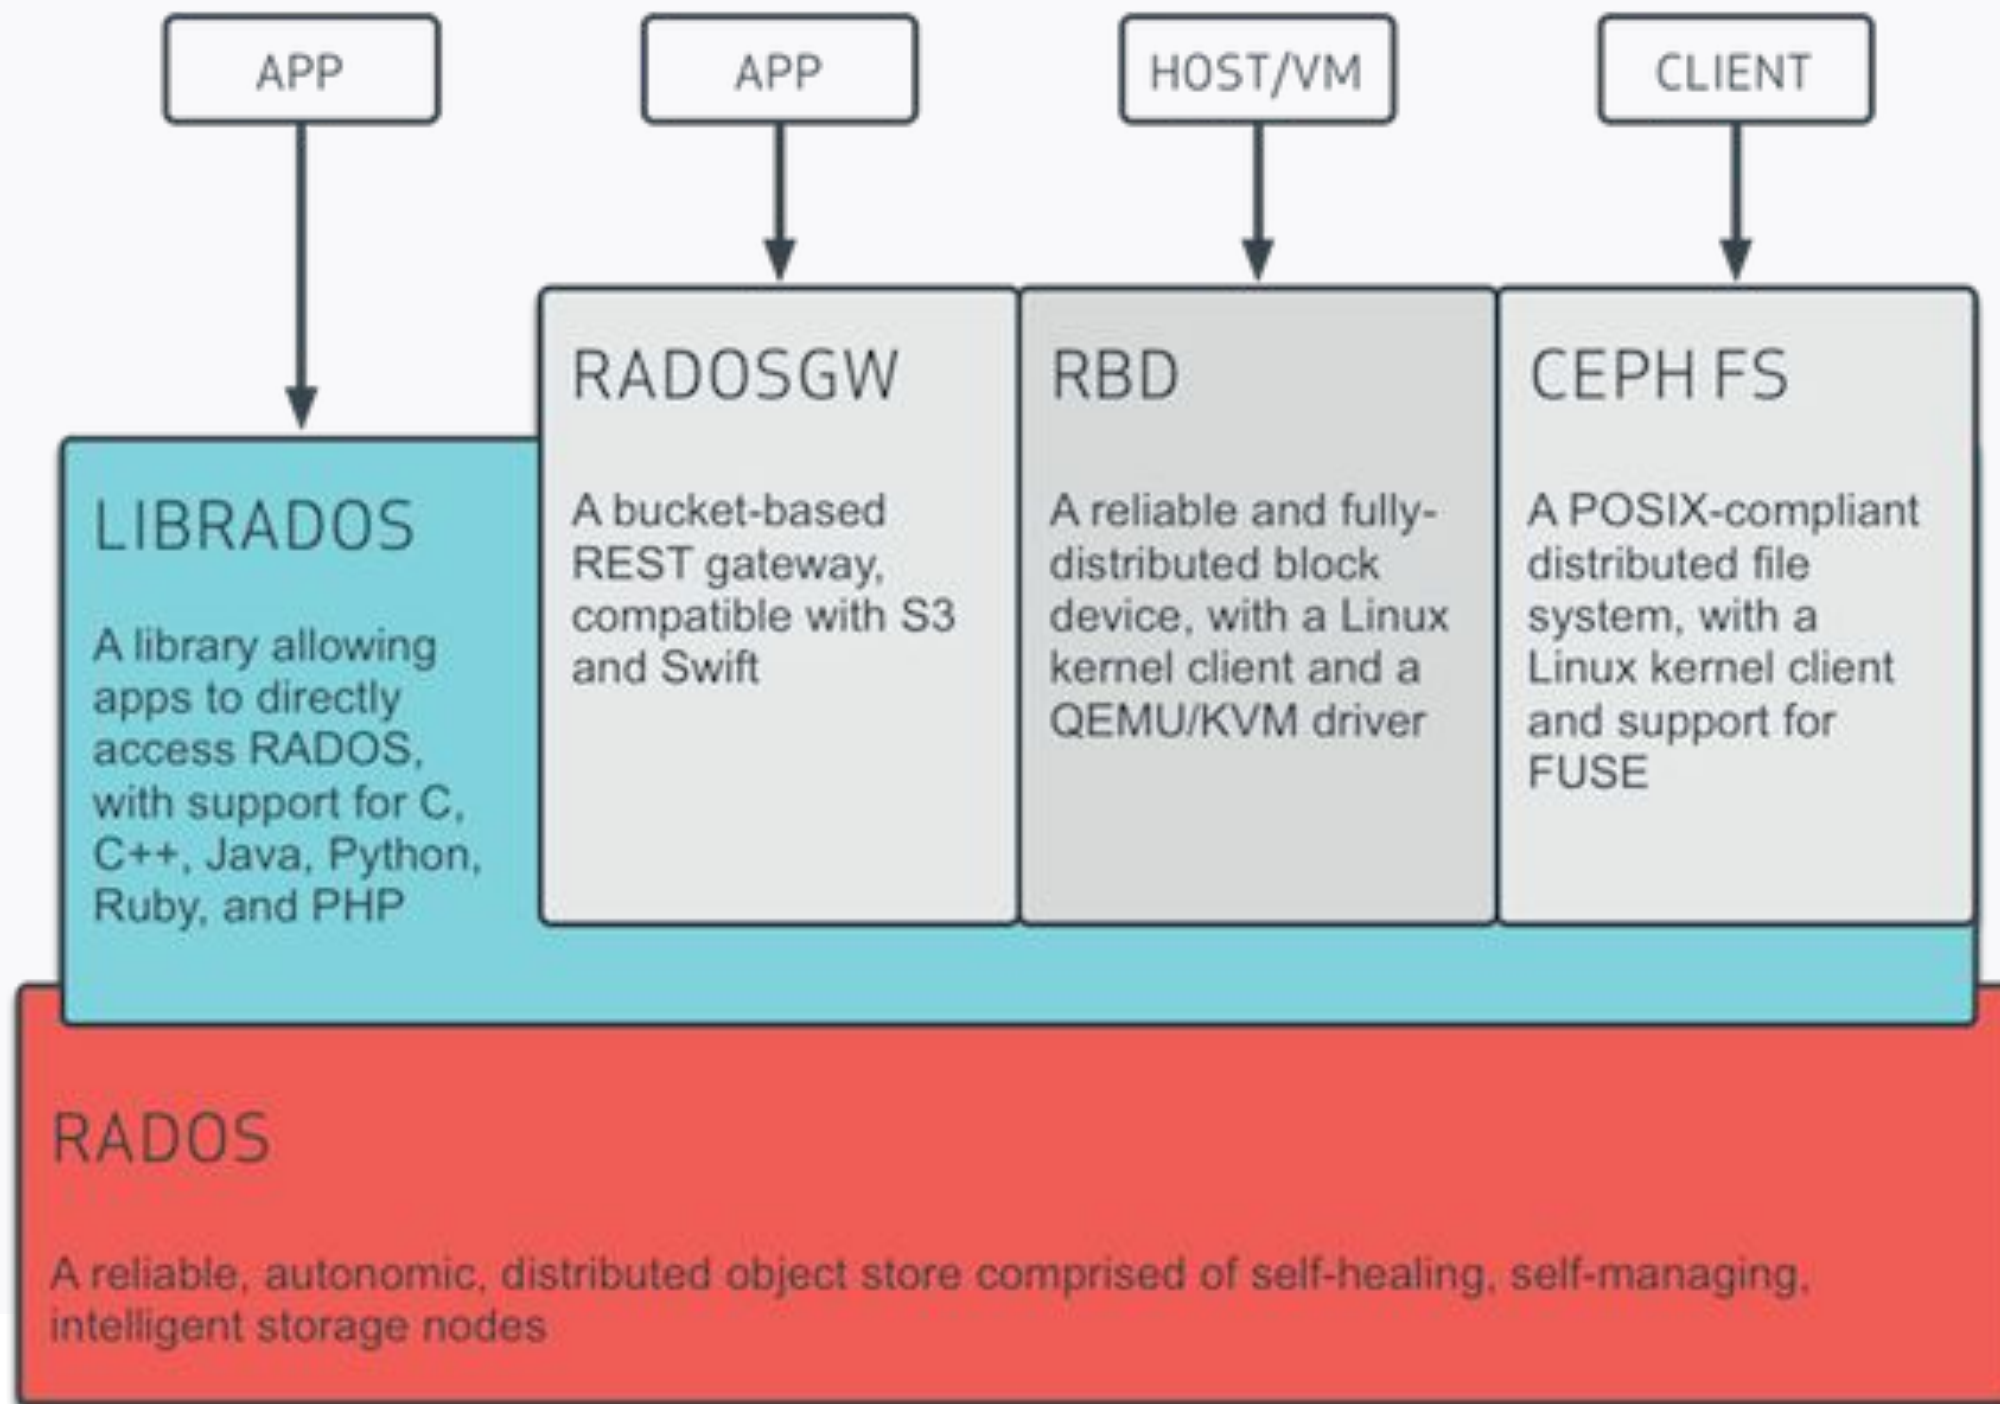 APP
APP
HOST/VM
CLIENT
LIBRADOS
A library allowing
apps to directly
access RADOS,
with support for C,
C++, Java, Python,
Ruby, and PHP
RADOSGW
A bucket-based
REST gateway,
compatible with S3
and Swift
RBD
A reliable and fully-
distributed block
device, with a Linux
kernel client and a
QEMU/KVM driver
CEPH FS
A POSIX-compliant
distributed file
system, with a
Linux kernel client
and support for
FUSE
RADOS
A reliable, autonomic, distributed object store comprised of self-healing, self-managing,
intelligent storage nodes